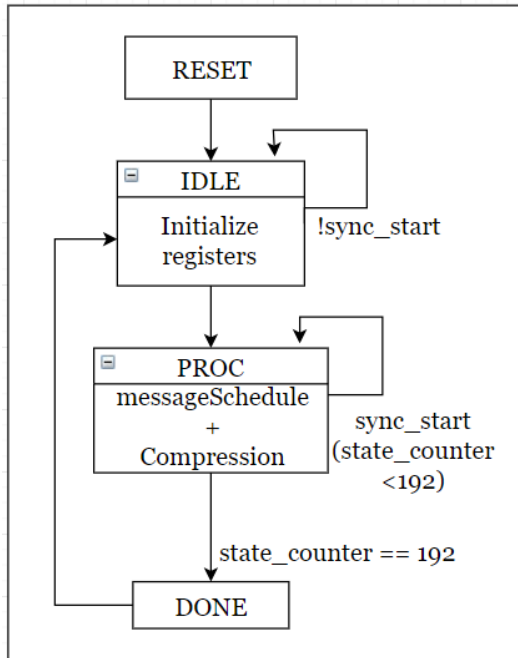 RESET
IDLE
Initialize
registers
!sync_start
PROC
messageSchedule
+
Compression
sync_start
(state_counter
<192)
state_counter == 192
DONE